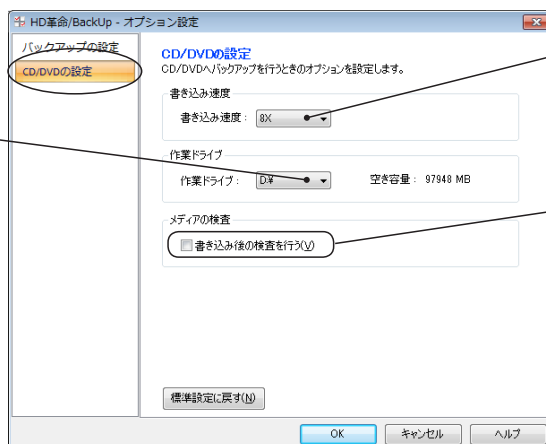 HD革命/BackUp - オプション設定
バックアップの設定
CD/DVDの設定
CD/DVDの設定
CD/DVDへバックアップを行うときのオプションを設定します。
書き込み速度
書き込み速度： 8X
作業ドライブ
作業ドライブ： D:¥ 空き容量： 97948 MB
メディアの検査
書き込み後の検査を行う(V)
標準設定に戻す(N)
OK キャンセル ヘルプ